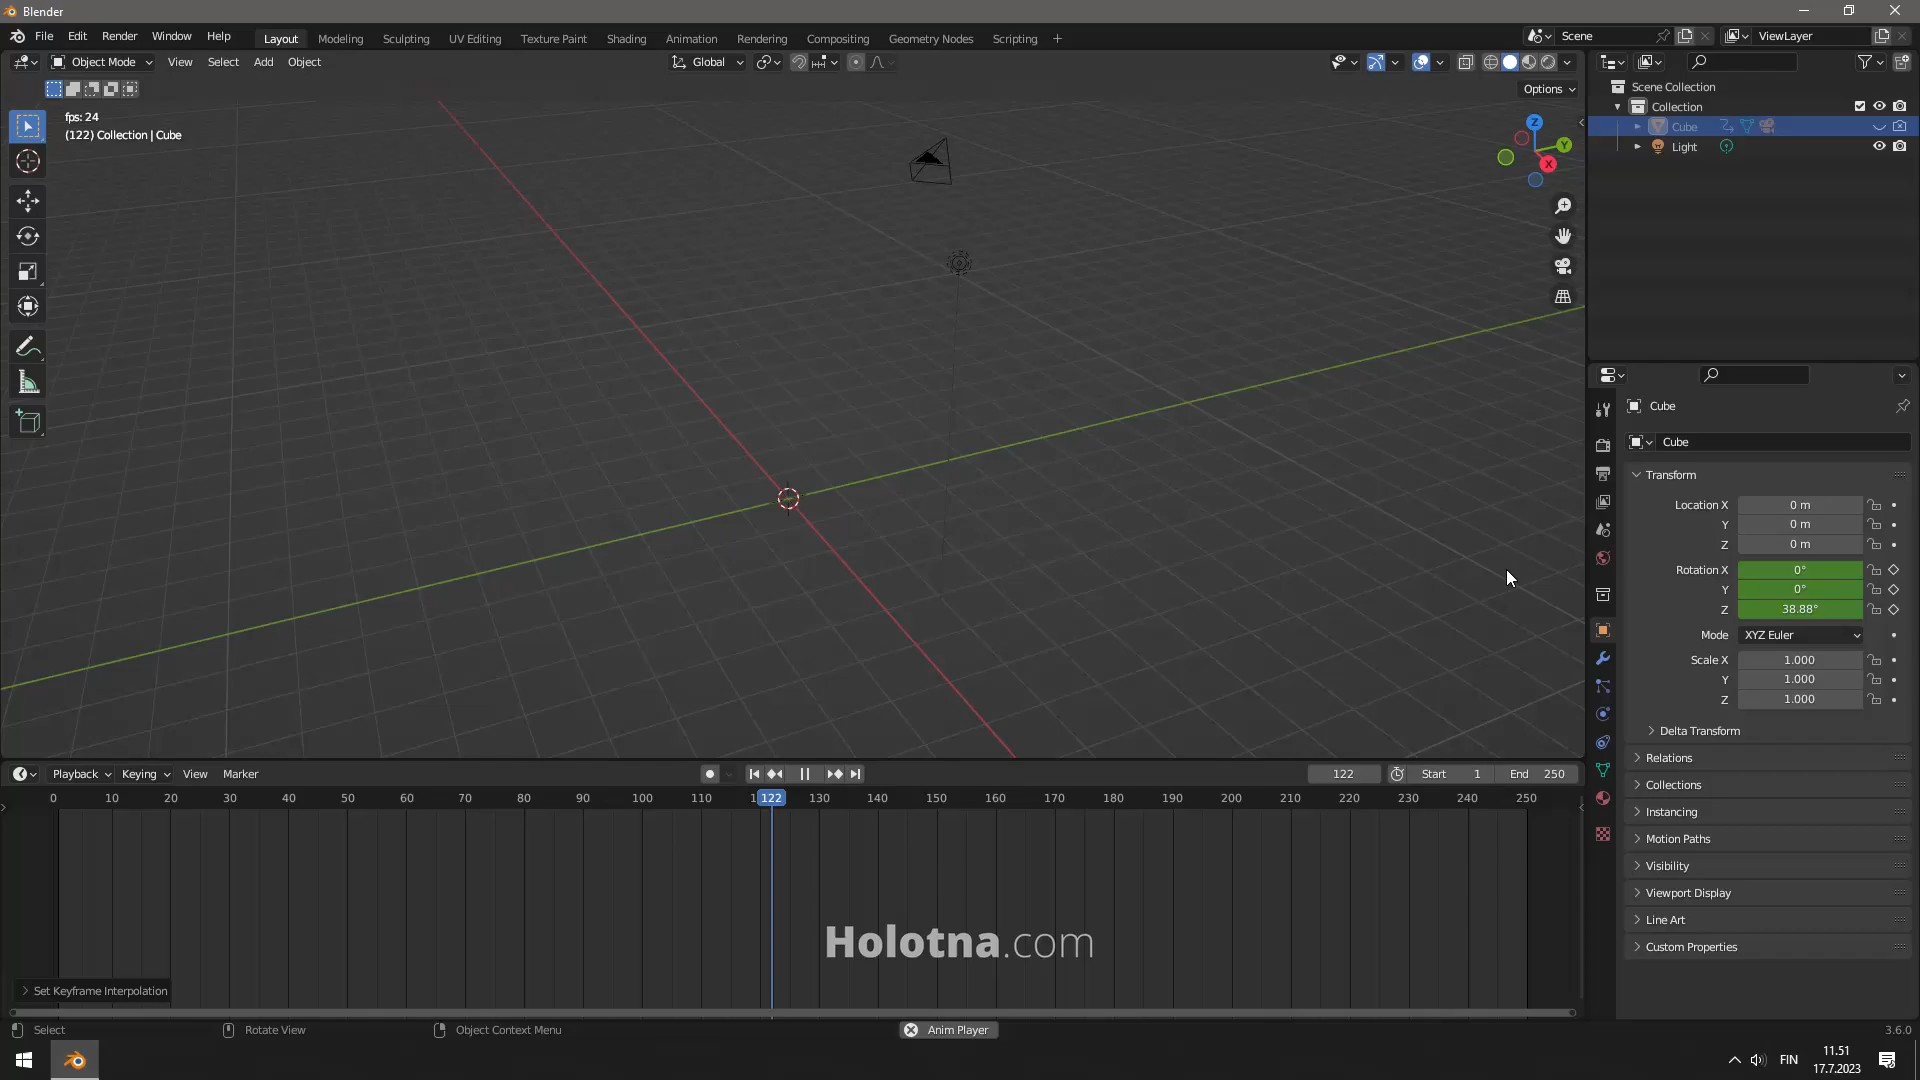 Blender
File Edit Render Window Help
Layout Modeling Sculpting UV Editing Texture Paint Shading Animation Rendering Compositing Geometry Nodes Scripting +
Scene
ViewLayer
Object Mode View Select Add Object
Global
Options
fps: 24
(122) Collection | Cube
Z
Y
X
Scene Collection
Collection
Cube
Light
Cube
Cube
Transform
Location X 0 m
Y 0 m
Z 0 m
Rotation X 0°
Y 0°
Z 38.88°
Mode XYZ Euler
Scale X 1.000
Y 1.000
Z 1.000
Delta Transform
Relations
Collections
Instancing
Motion Paths
Visibility
Viewport Display
Line Art
Custom Properties
Playback Keying View Marker
122 Start 1 End 250
0 10 20 30 40 50 60 70 80 90 100 110 1 122 130 140 150 160 170 180 190 200 210 220 230 240 250
Holotna.com
Set Keyframe Interpolation
Select Rotate View Object Context Menu Anim Player 3.6.0
FIN
11.51
17.7.2023